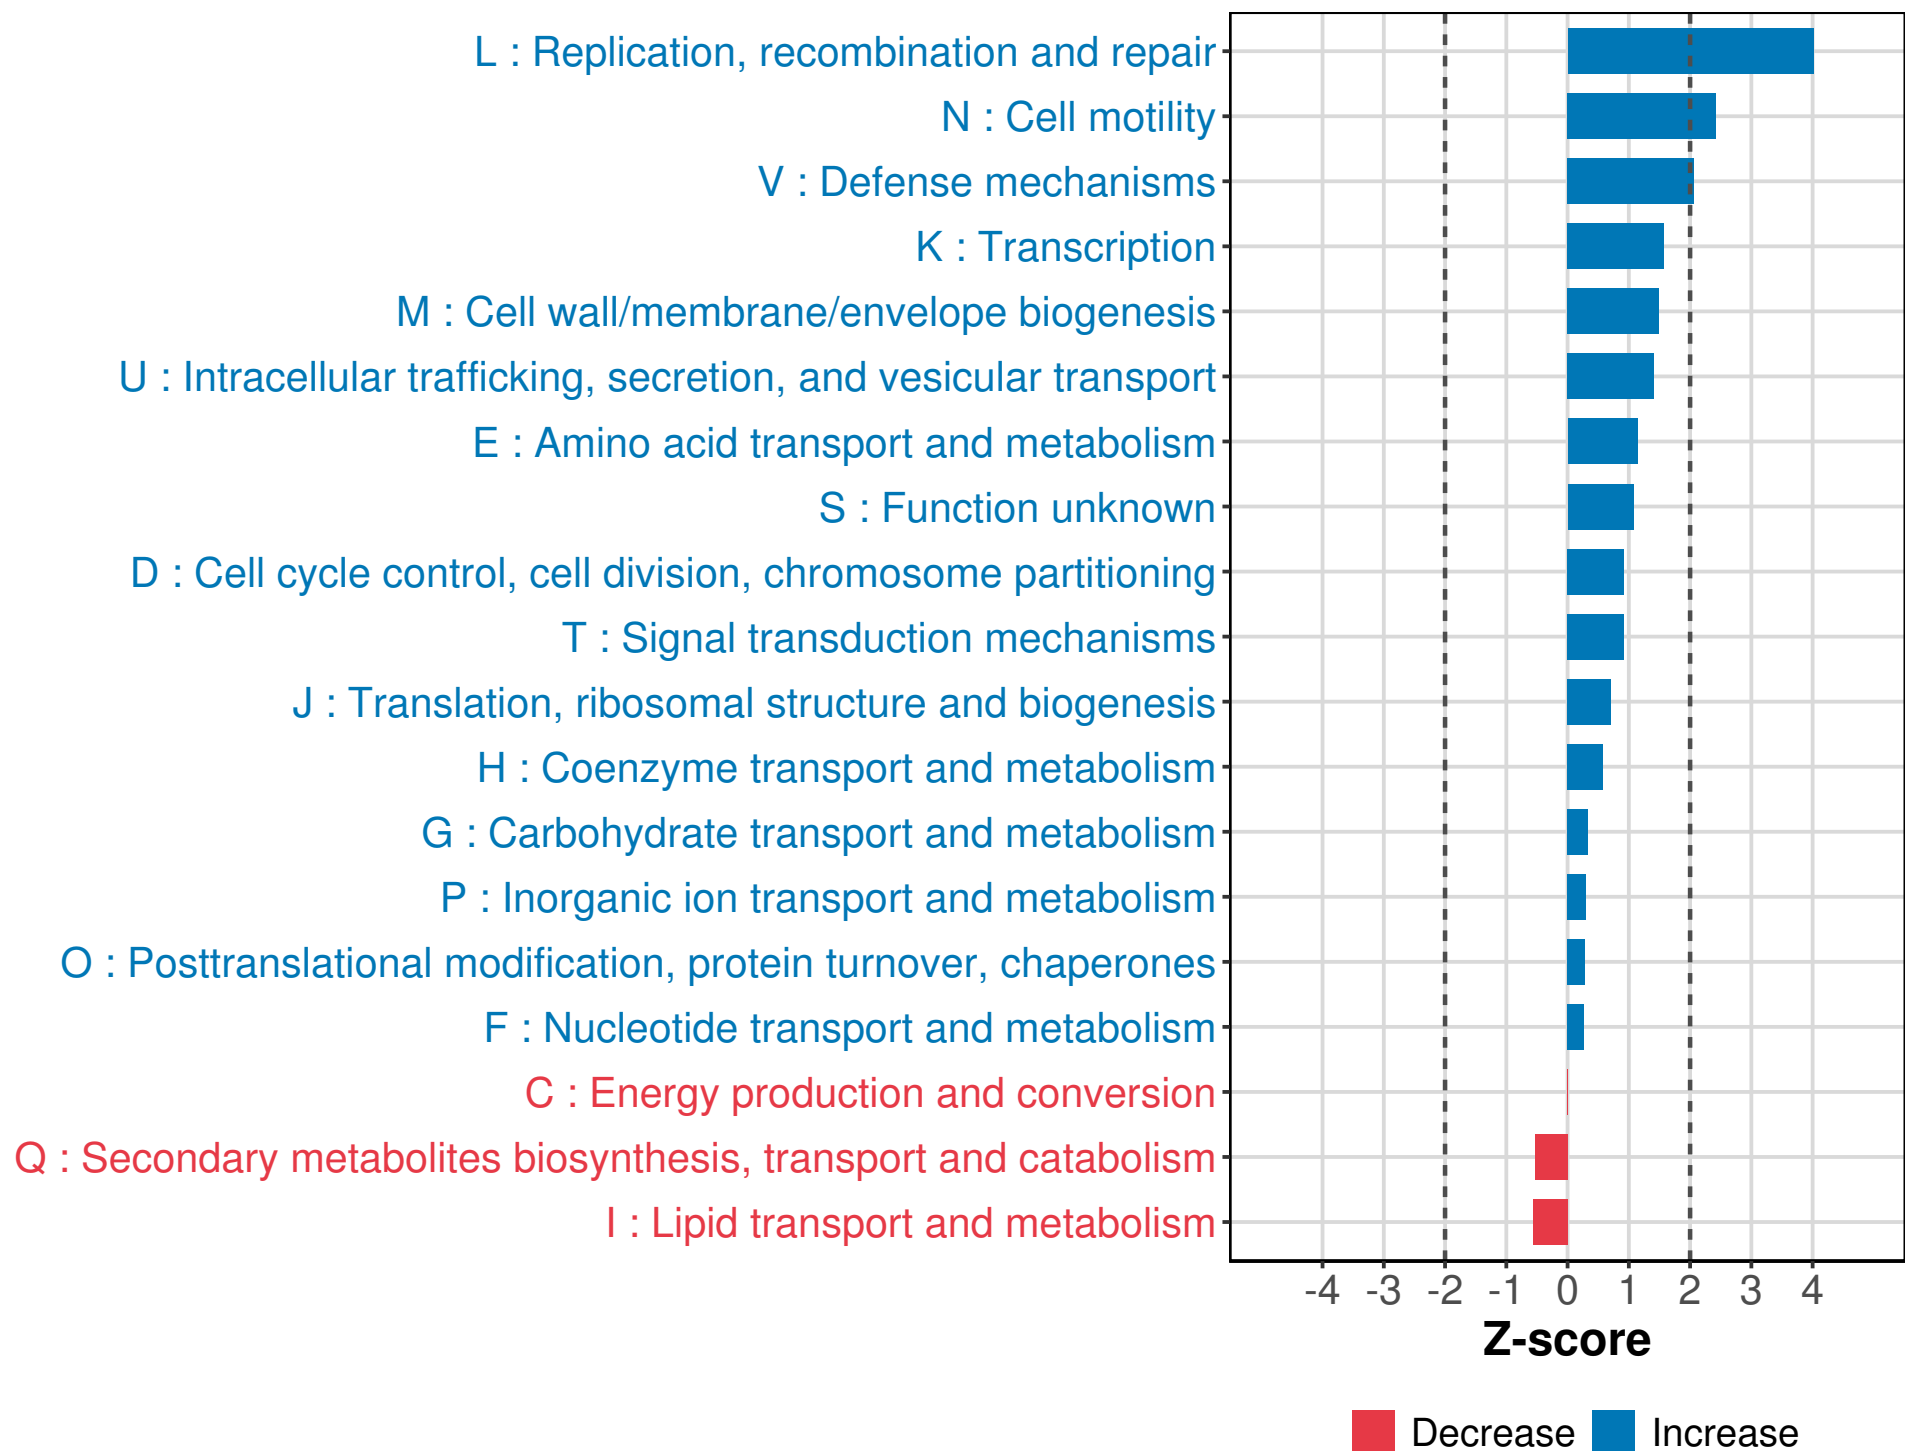 L : Replication, recombination and repair
N : Cell motility
V : Defense mechanisms
K : Transcription
M : Cell wall/membrane/envelope biogenesis
U : Intracellular trafficking, secretion, and vesicular transport
E : Amino acid transport and metabolism
S : Function unknown
D : Cell cycle control, cell division, chromosome partitioning
T : Signal transduction mechanisms
J : Translation, ribosomal structure and biogenesis
H : Coenzyme transport and metabolism
G : Carbohydrate transport and metabolism
P : Inorganic ion transport and metabolism
O : Posttranslational modification, protein turnover, chaperones
F : Nucleotide transport and metabolism
C : Energy production and conversion
Q : Secondary metabolites biosynthesis, transport and catabolism
I : Lipid transport and metabolism
-4 -3 -2 -1 0 1 2 3 4
Z-score
Decrease Increase